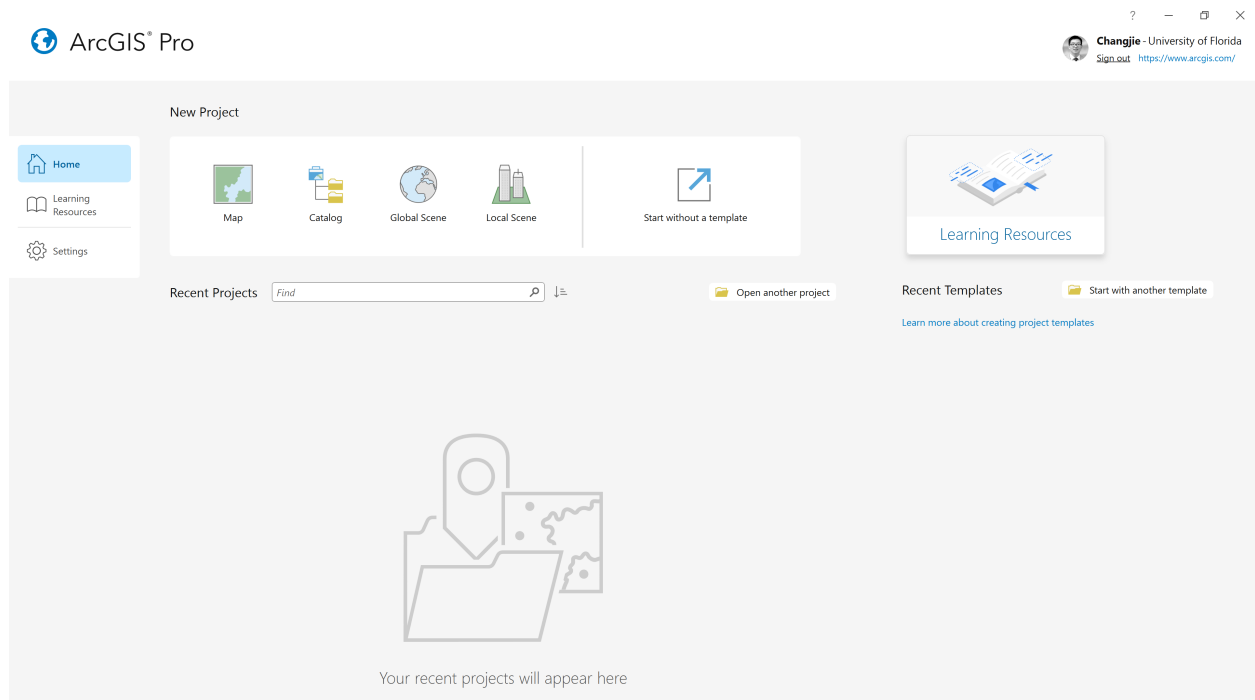 ?
ArcGIS® Pro
Changjie - University of Florida
Sign out https://www.arcgis.com/
New Project
Home
Learning
Resources
Settings
Map
Catalog
Global Scene
Local Scene
Start without a template
Learning Resources
Recent Projects
Find
Open another project
Recent Templates
Start with another template
Learn more about creating project templates
Your recent projects will appear here